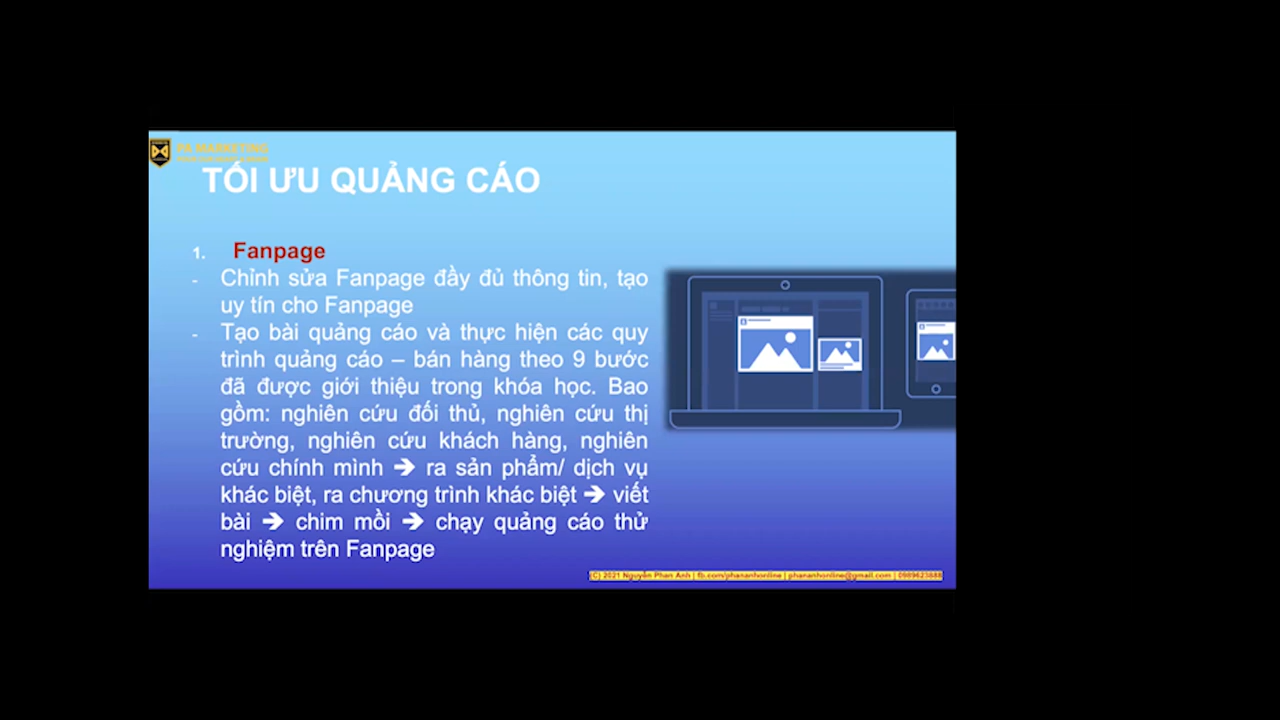 PA MARKETING
TỐI ƯU QUẢNG CÁO
1. Fanpage
- Chỉnh sửa Fanpage đầy đủ thông tin, tạo
uy tín cho Fanpage
- Tạo bài quảng cáo và thực hiện các quy
trình quảng cáo – bán hàng theo 9 bước
đã được giới thiệu trong khóa học. Bao
gồm: nghiên cứu đối thủ, nghiên cứu thị
trường, nghiên cứu khách hàng, nghiên
cứu chính mình ➔ ra sản phẩm/ dịch vụ
khác biệt, ra chương trình khác biệt ➔ viết
bài ➔ chim mồi ➔ chạy quảng cáo thử
nghiệm trên Fanpage
(C) 2021 Nguyễn Phan Anh | fb.com/phananhonline | phananhonline@gmail.com | 0989623888